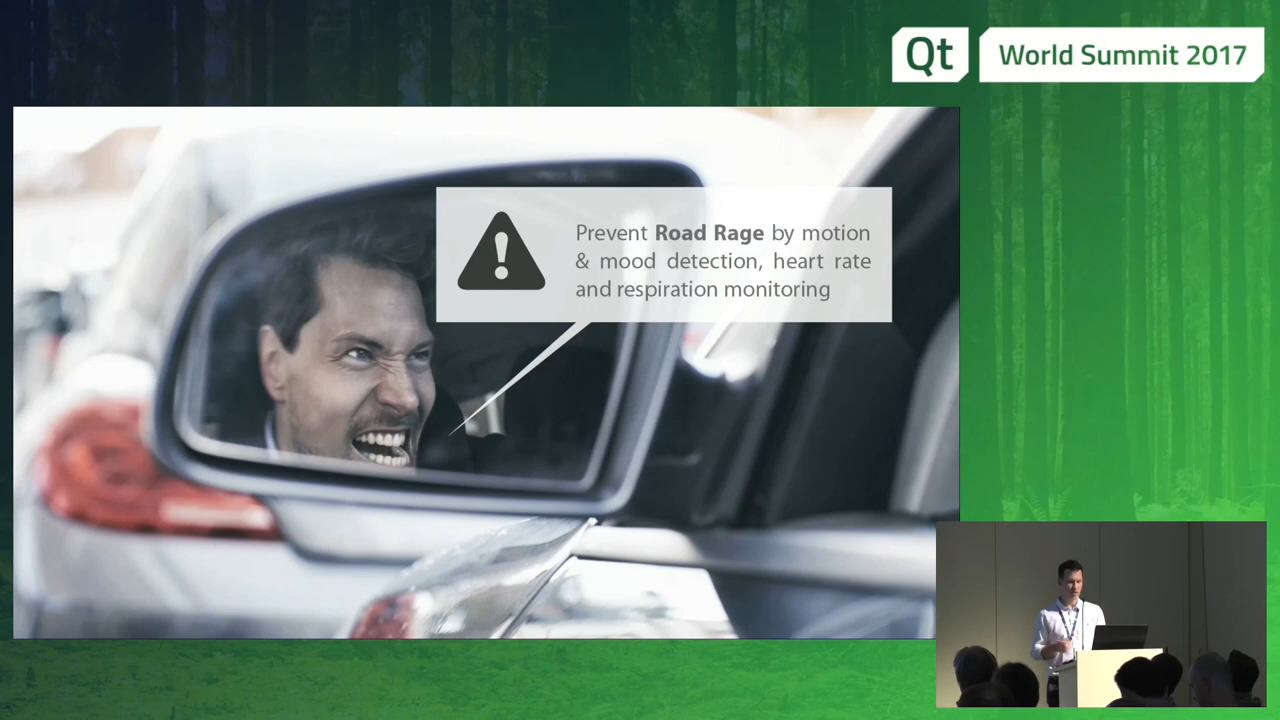 Qt World Summit 2017
Prevent Road Rage by motion
& mood detection, heart rate
and respiration monitoring